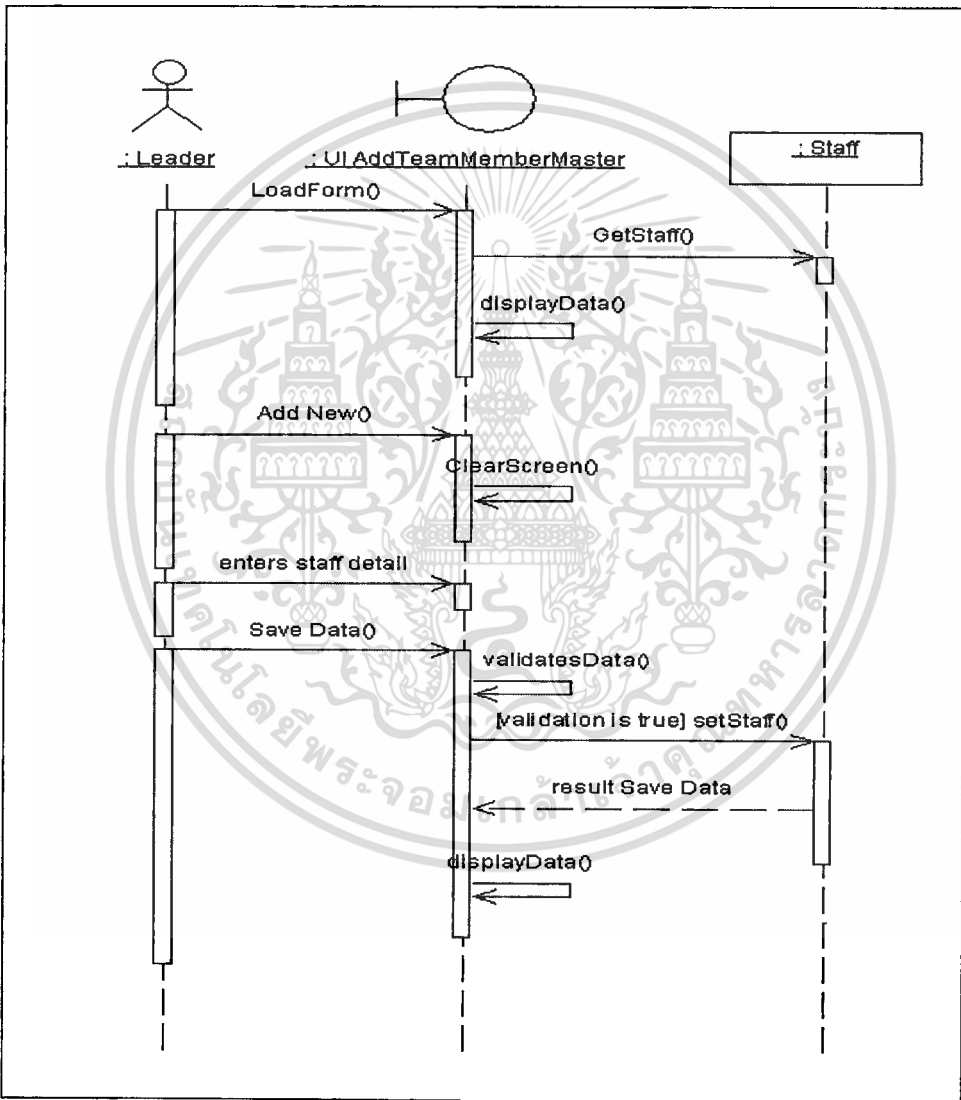 : Leader
: UI AddTeamMemberMaster
: Staff
LoadForm()
GetStaff()
displayData()
Add New()
ClearScreen()
enters staff detail
Save Data()
validatesData()
[validation is true] setStaff()
result Save Data
displayData()